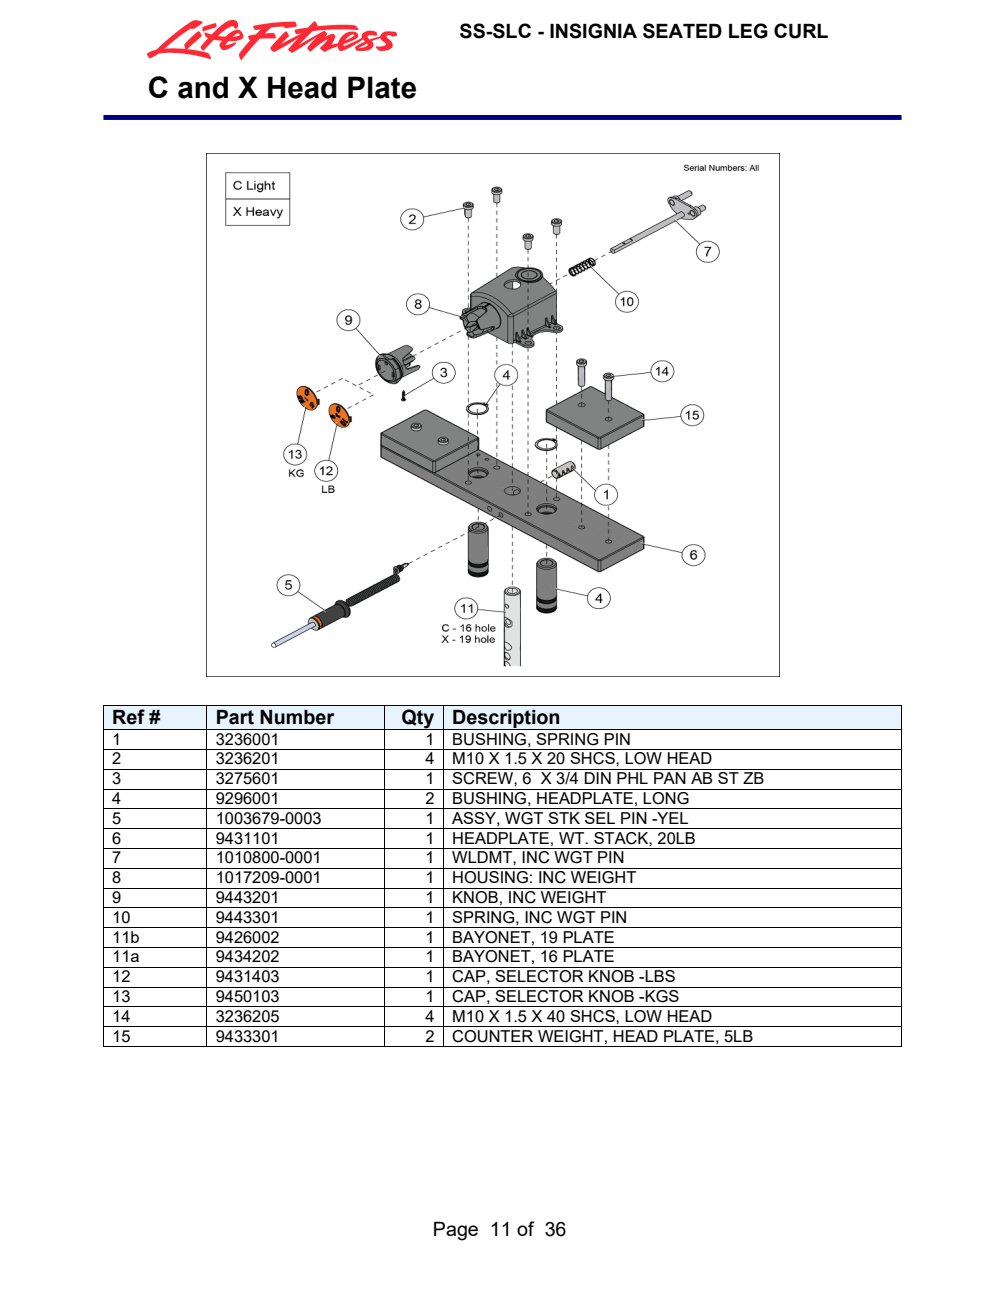 LifeFitness
SS-SLC - INSIGNIA SEATED LEG CURL
C and X Head Plate
Serial Numbers: All
C Light
X Heavy
2
7
10
8
9
3
4
14
15
13
KG
12
LB
1
6
5
11
C - 16 hole
X - 19 hole
4
Ref # Part Number Qty Description
1 3236001 1 BUSHING, SPRING PIN
2 3236201 4 M10 X 1.5 X 20 SHCS, LOW HEAD
3 3275601 1 SCREW, 6 X 3/4 DIN PHL PAN AB ST ZB
4 9296001 2 BUSHING, HEADPLATE, LONG
5 1003679-0003 1 ASSY, WGT STK SEL PIN -YEL
6 9431101 1 HEADPLATE, WT. STACK, 20LB
7 1010800-0001 1 WLDMT, INC WGT PIN
8 1017209-0001 1 HOUSING: INC WEIGHT
9 9443201 1 KNOB, INC WEIGHT
10 9443301 1 SPRING, INC WGT PIN
11b 9426002 1 BAYONET, 19 PLATE
11a 9434202 1 BAYONET, 16 PLATE
12 9431403 1 CAP, SELECTOR KNOB -LBS
13 9450103 1 CAP, SELECTOR KNOB -KGS
14 3236205 4 M10 X 1.5 X 40 SHCS, LOW HEAD
15 9433301 2 COUNTER WEIGHT, HEAD PLATE, 5LB
Page 11 of 36